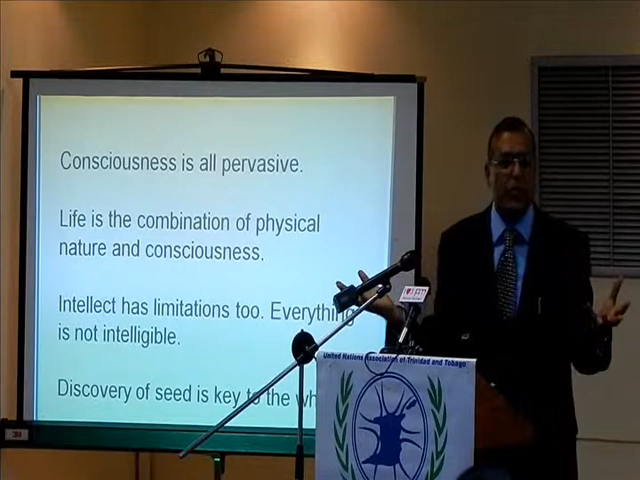 Consciousness is all pervasive.
Life is the combination of physical
nature and consciousness.
Intellect has limitations too. Everything
is not intelligible.
Discovery of seed is key to the
United Nations Association of Trinidad and Tobago
3M